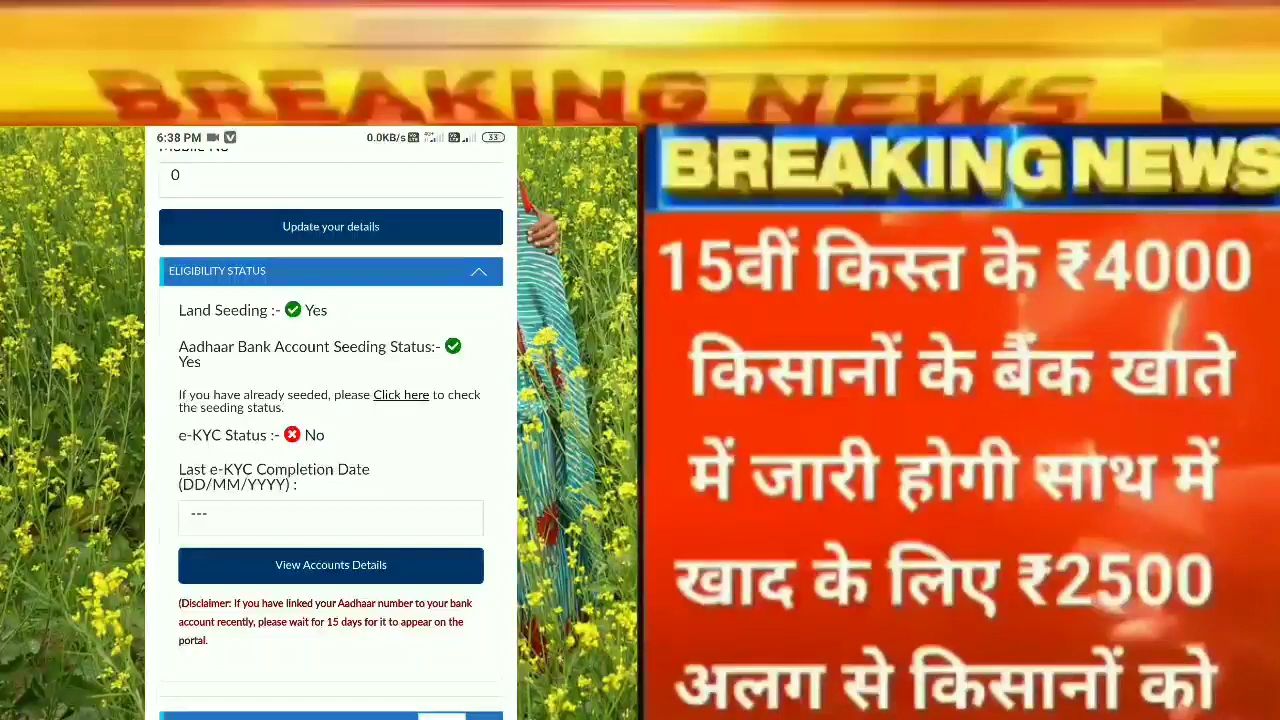 BREAKING NEWS
6:38 PM
0.0KB/s
4G+
33
Mobile No
0
Update your details
ELIGIBILITY STATUS
Land Seeding :- Yes
Aadhaar Bank Account Seeding Status:-
Yes
If you have already seeded, please Click here to check
the seeding status.
e-KYC Status :- No
Last e-KYC Completion Date
(DD/MM/YYYY) :
---
View Accounts Details
(Disclaimer: If you have linked your Aadhaar number to your bank
account recently, please wait for 15 days for it to appear on the
portal.
BREAKING NEWS
15वीं किस्त के ₹4000
किसानों के बैंक खाते
में जारी होगी साथ में
खाद के लिए ₹2500
अलग से किसानों को